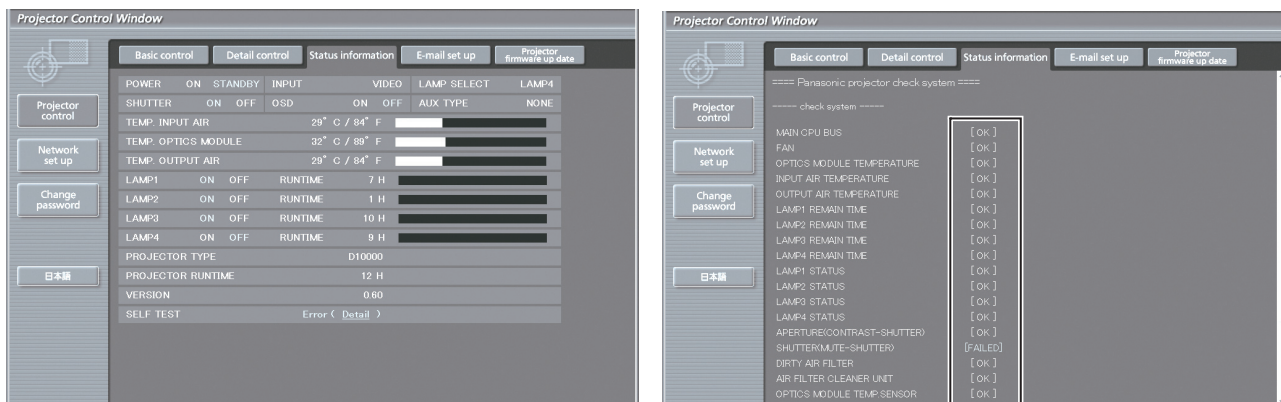 Projector Control Window
Basic control Detail control Status information E-mail set up Projector firmware up date
Projector control
Network set up
Change password
日本語
POWER ON STANDBY INPUT VIDEO LAMP SELECT LAMP4
SHUTTER ON OFF OSD ON OFF AUX TYPE NONE
TEMP. INPUT AIR 29° C / 84° F
TEMP. OPTICS MODULE 32° C / 89° F
TEMP. OUTPUT AIR 29° C / 84° F
LAMP1 ON OFF RUNTIME 7 H
LAMP2 ON OFF RUNTIME 1 H
LAMP3 ON OFF RUNTIME 10 H
LAMP4 ON OFF RUNTIME 9 H
PROJECTOR TYPE D10000
PROJECTOR RUNTIME 12 H
VERSION 0.60
SELF TEST Error ( Detail )
Projector Control Window
Basic control Detail control Status information E-mail set up Projector firmware up date
Projector control
Network set up
Change password
日本語
==== Panasonic projector check system ====
----- check system -----
MAIN CPU BUS [ OK ]
FAN [ OK ]
OPTICS MODULE TEMPERATURE [ OK ]
INPUT AIR TEMPERATURE [ OK ]
OUTPUT AIR TEMPERATURE [ OK ]
LAMP1 REMAIN TIME [ OK ]
LAMP2 REMAIN TIME [ OK ]
LAMP3 REMAIN TIME [ OK ]
LAMP4 REMAIN TIME [ OK ]
LAMP1 STATUS [ OK ]
LAMP2 STATUS [ OK ]
LAMP3 STATUS [ OK ]
LAMP4 STATUS [ OK ]
APERTURE(CONTRAST-SHUTTER) [ OK ]
SHUTTER(MUTE-SHUTTER) [FAILED]
DIRTY AIR FILTER [ OK ]
AIR FILTER CLEANER UNIT [ OK ]
OPTICS MODULE TEMP.SENSOR [ OK ]